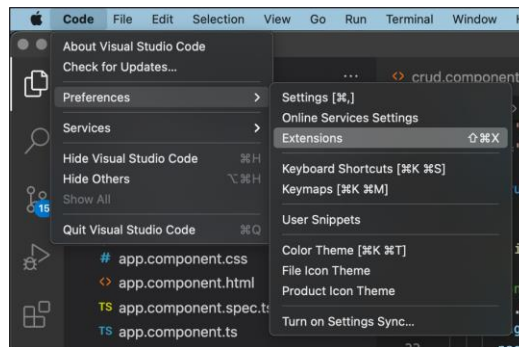 Code File Edit Selection View Go Run Terminal Window
About Visual Studio Code
Check for Updates...
Preferences
Services
Hide Visual Studio Code ⌘H
Hide Others ⌥⌘H
Show All
Quit Visual Studio Code ⌘Q
Settings [⌘,]
Online Services Settings
Extensions ⇧⌘X
Keyboard Shortcuts [⌘K ⌘S]
Keymaps [⌘K ⌘M]
User Snippets
Color Theme [⌘K ⌘T]
File Icon Theme
Product Icon Theme
Turn on Settings Sync...
... <> crud.component
15
# app.component.css
<> app.component.html
TS app.component.spec.ts
TS app.component.ts